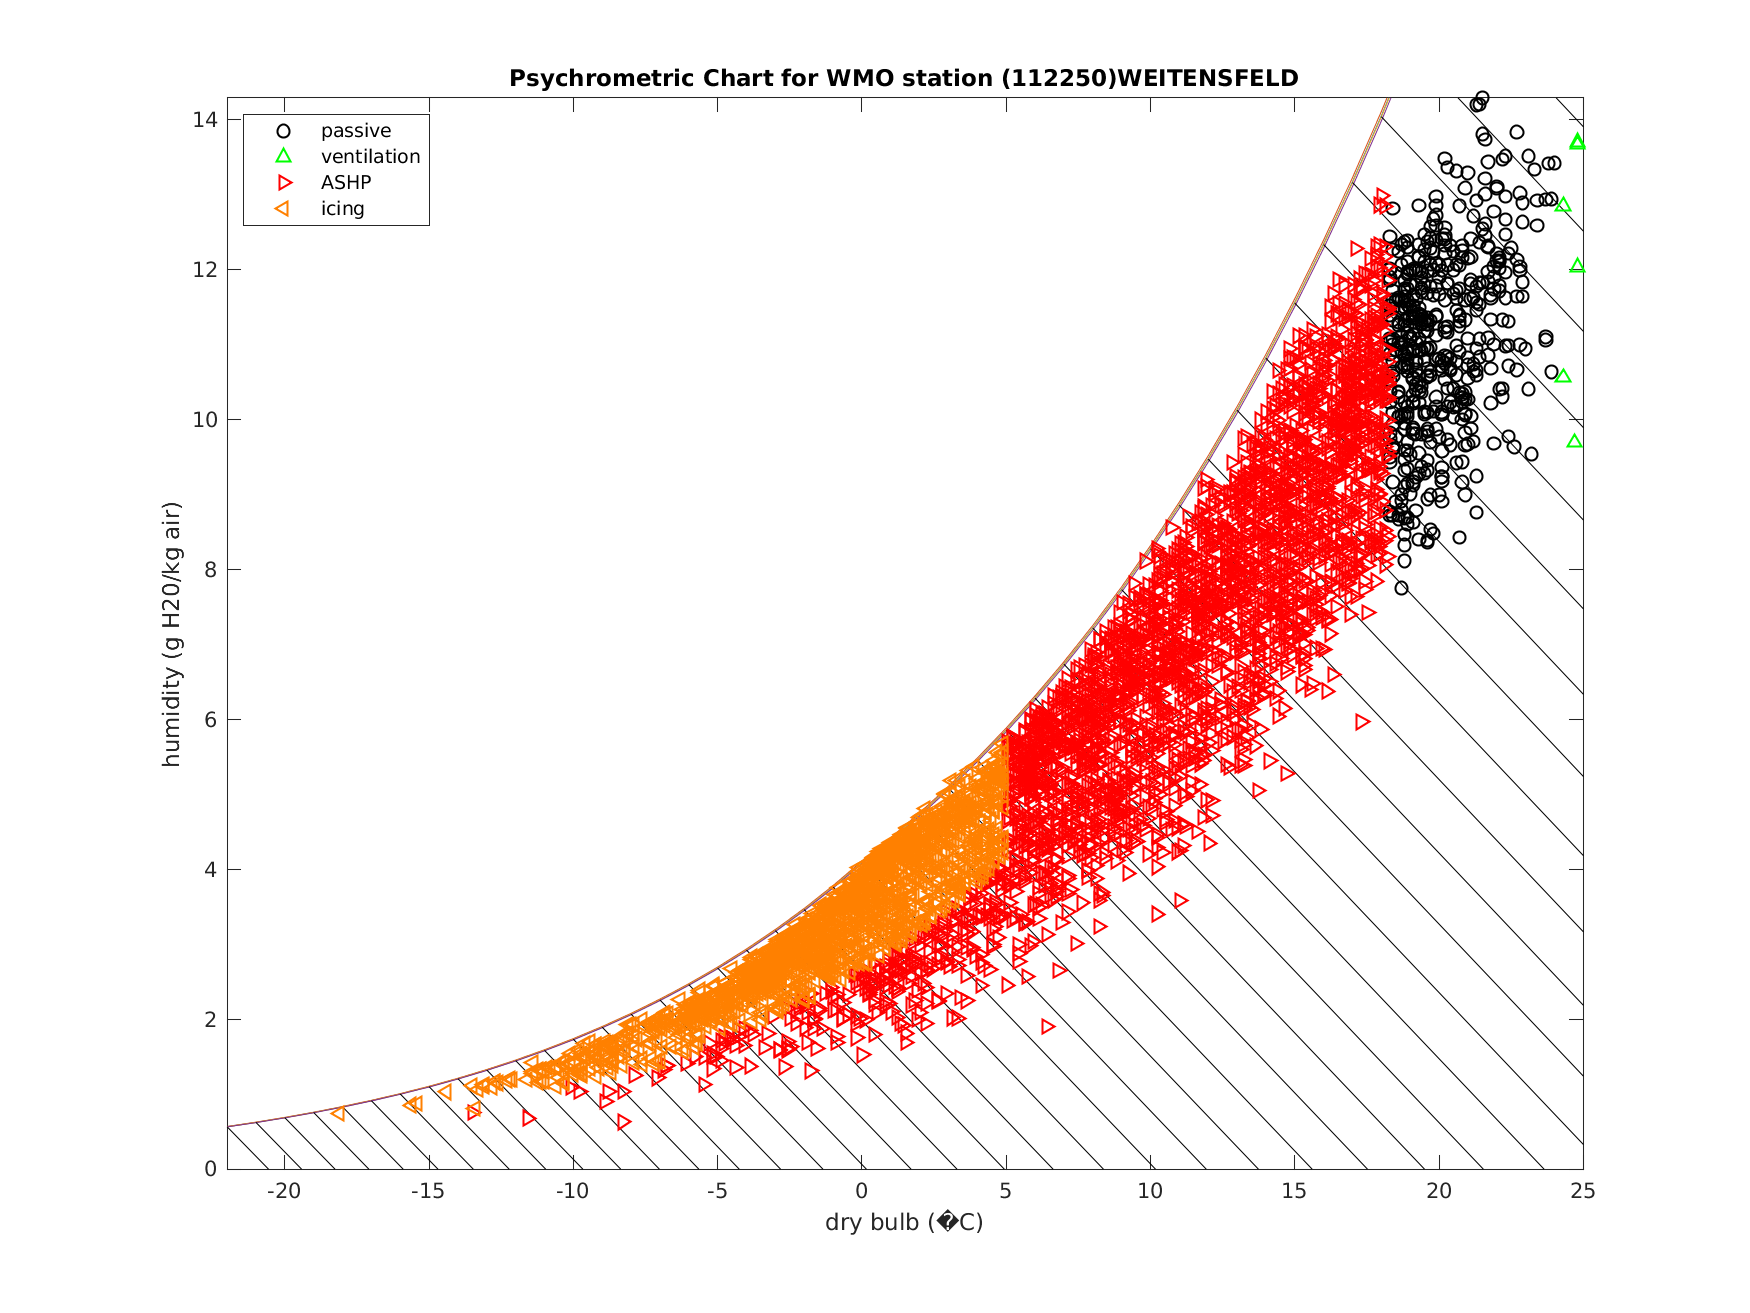 Psychrometric Chart for WMO station (112250)WEITENSFELD
passive
ventilation
ASHP
icing
14
12
10
8
6
4
2
0
humidity (g H20/kg air)
-20 -15 -10 -5 0 5 10 15 20 25
dry bulb (�C)